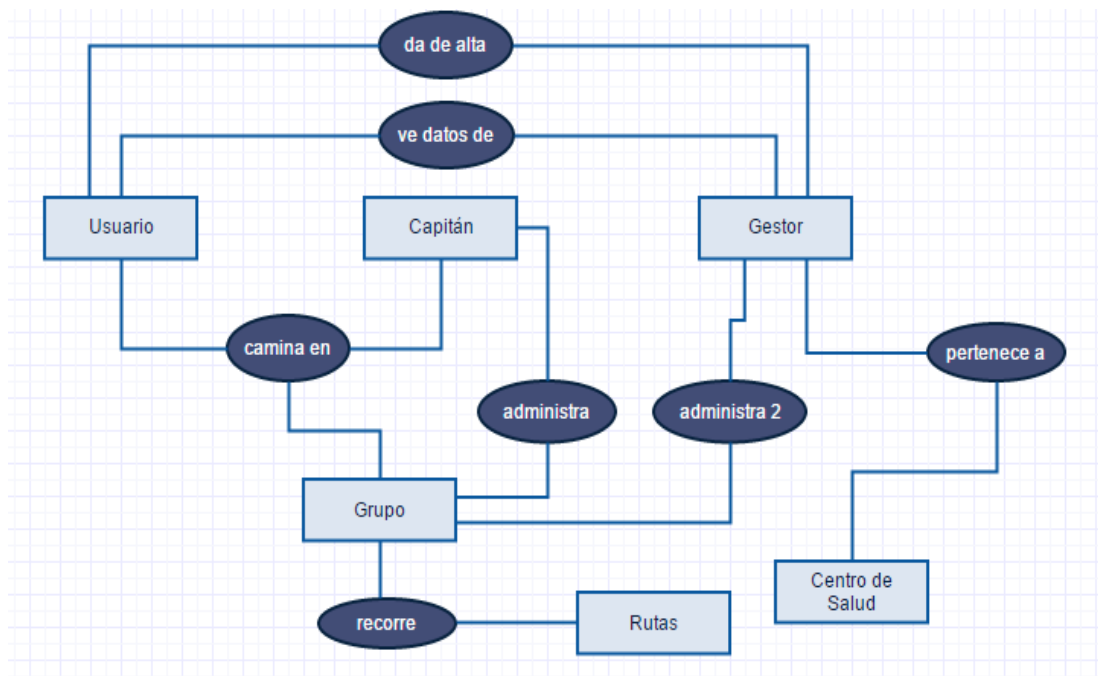 da de alta
ve datos de
Usuario
Capitán
Gestor
camina en
pertenece a
administra
administra 2
Grupo
Centro de
Salud
recorre
Rutas